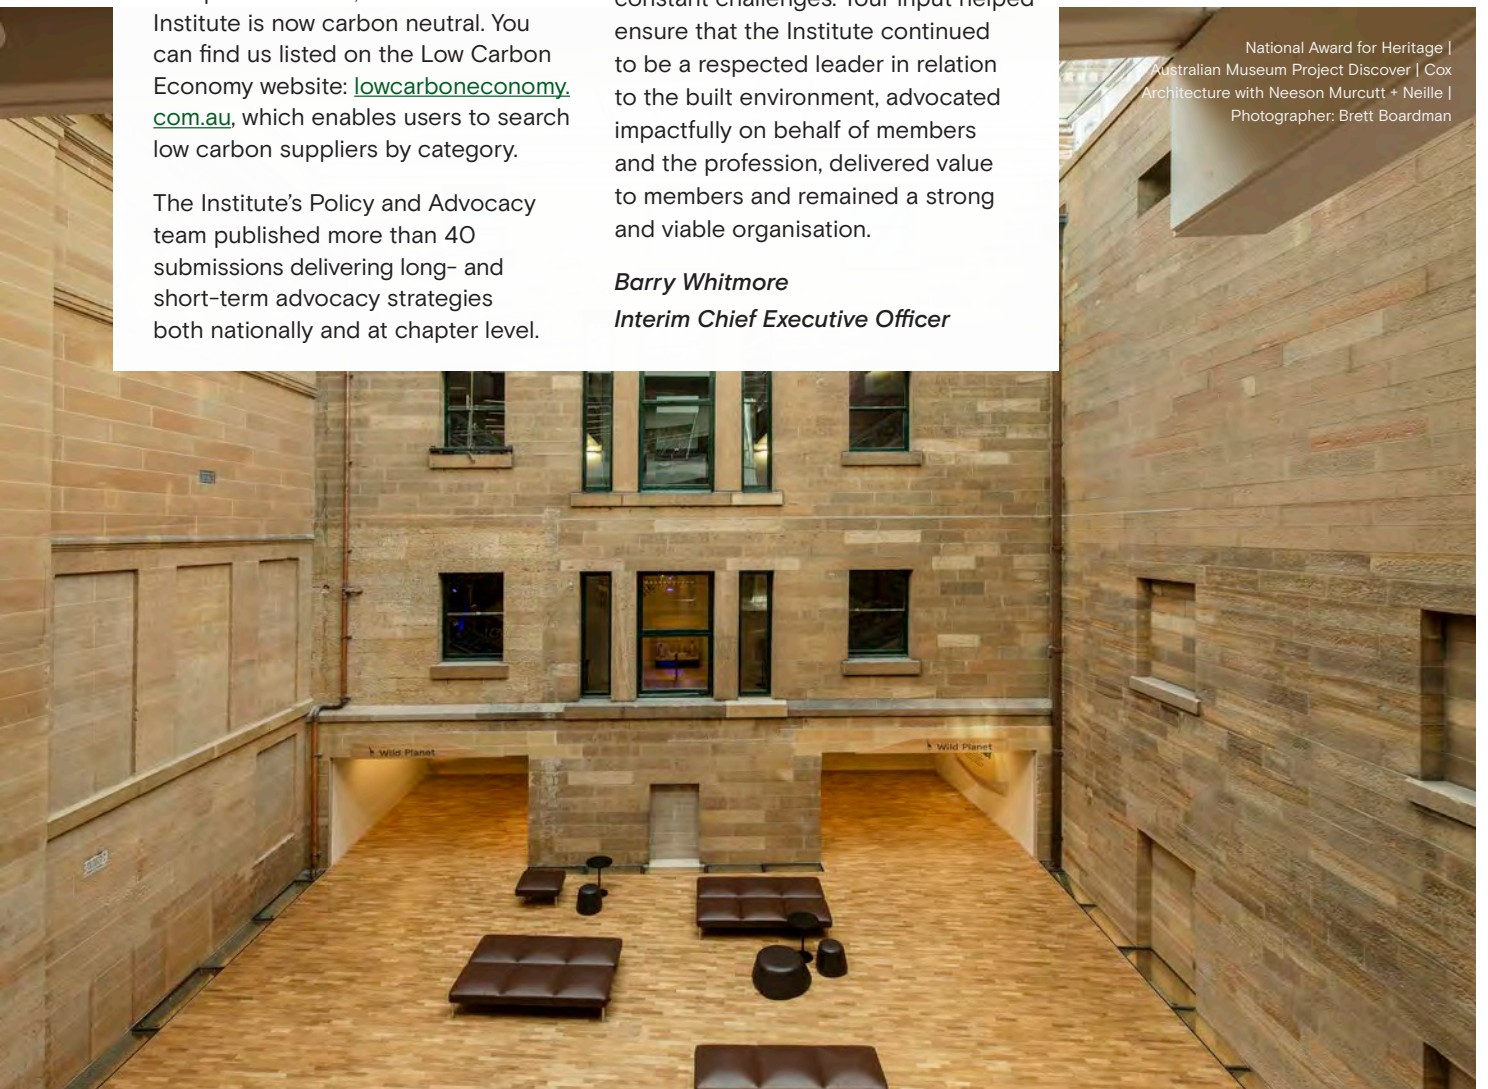 Institute is now carbon neutral. You
can find us listed on the Low Carbon
Economy website: lowcarboneconomy.
com.au, which enables users to search
low carbon suppliers by category.
The Institute's Policy and Advocacy
team published more than 40
submissions delivering long- and
short-term advocacy strategies
both nationally and at chapter level.
constant challenges. Your input helped
ensure that the Institute continued
to be a respected leader in relation
to the built environment, advocated
impactfully on behalf of members
and the profession, delivered value
to members and remained a strong
and viable organisation.
Barry Whitmore
Interim Chief Executive Officer
National Award for Heritage |
Australian Museum Project Discover | Cox
Architecture with Neeson Murcutt + Neille |
Photographer: Brett Boardman
Wild Planet
Wild Planet